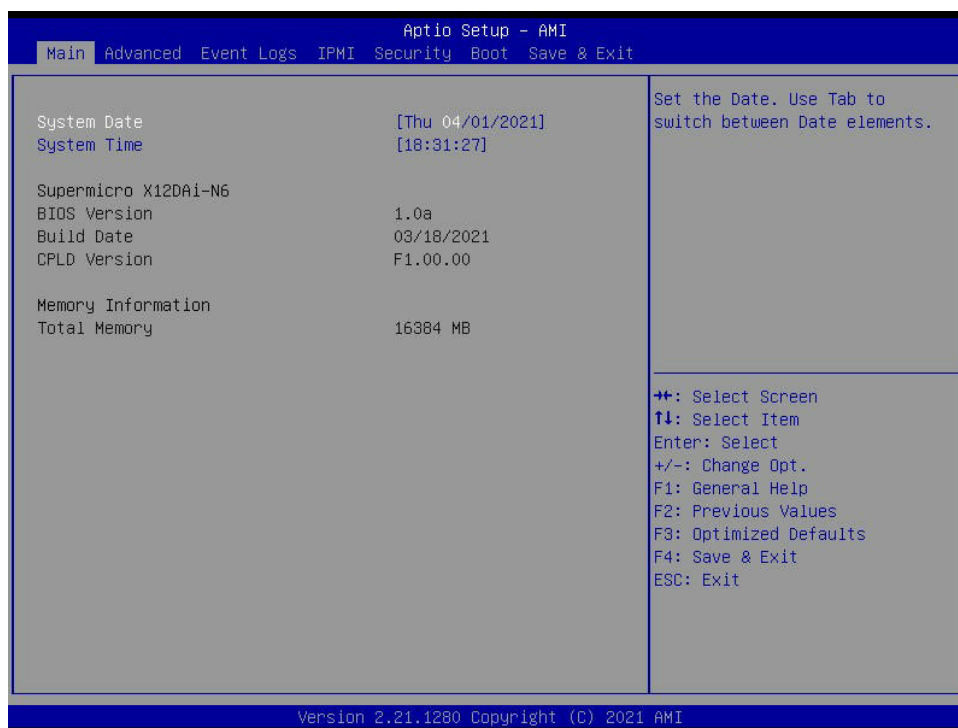 Aptio Setup - AMI
Main Advanced Event Logs IPMI Security Boot Save & Exit
System Date [Thu 04/01/2021]
System Time [18:31:27]
Supermicro X12DAi-N6
BIOS Version 1.0a
Build Date 03/18/2021
CPLD Version F1.00.00
Memory Information
Total Memory 16384 MB
Set the Date. Use Tab to
switch between Date elements.
→←: Select Screen
↑↓: Select Item
Enter: Select
+/-: Change Opt.
F1: General Help
F2: Previous Values
F3: Optimized Defaults
F4: Save & Exit
ESC: Exit
Version 2.21.1280 Copyright (C) 2021 AMI